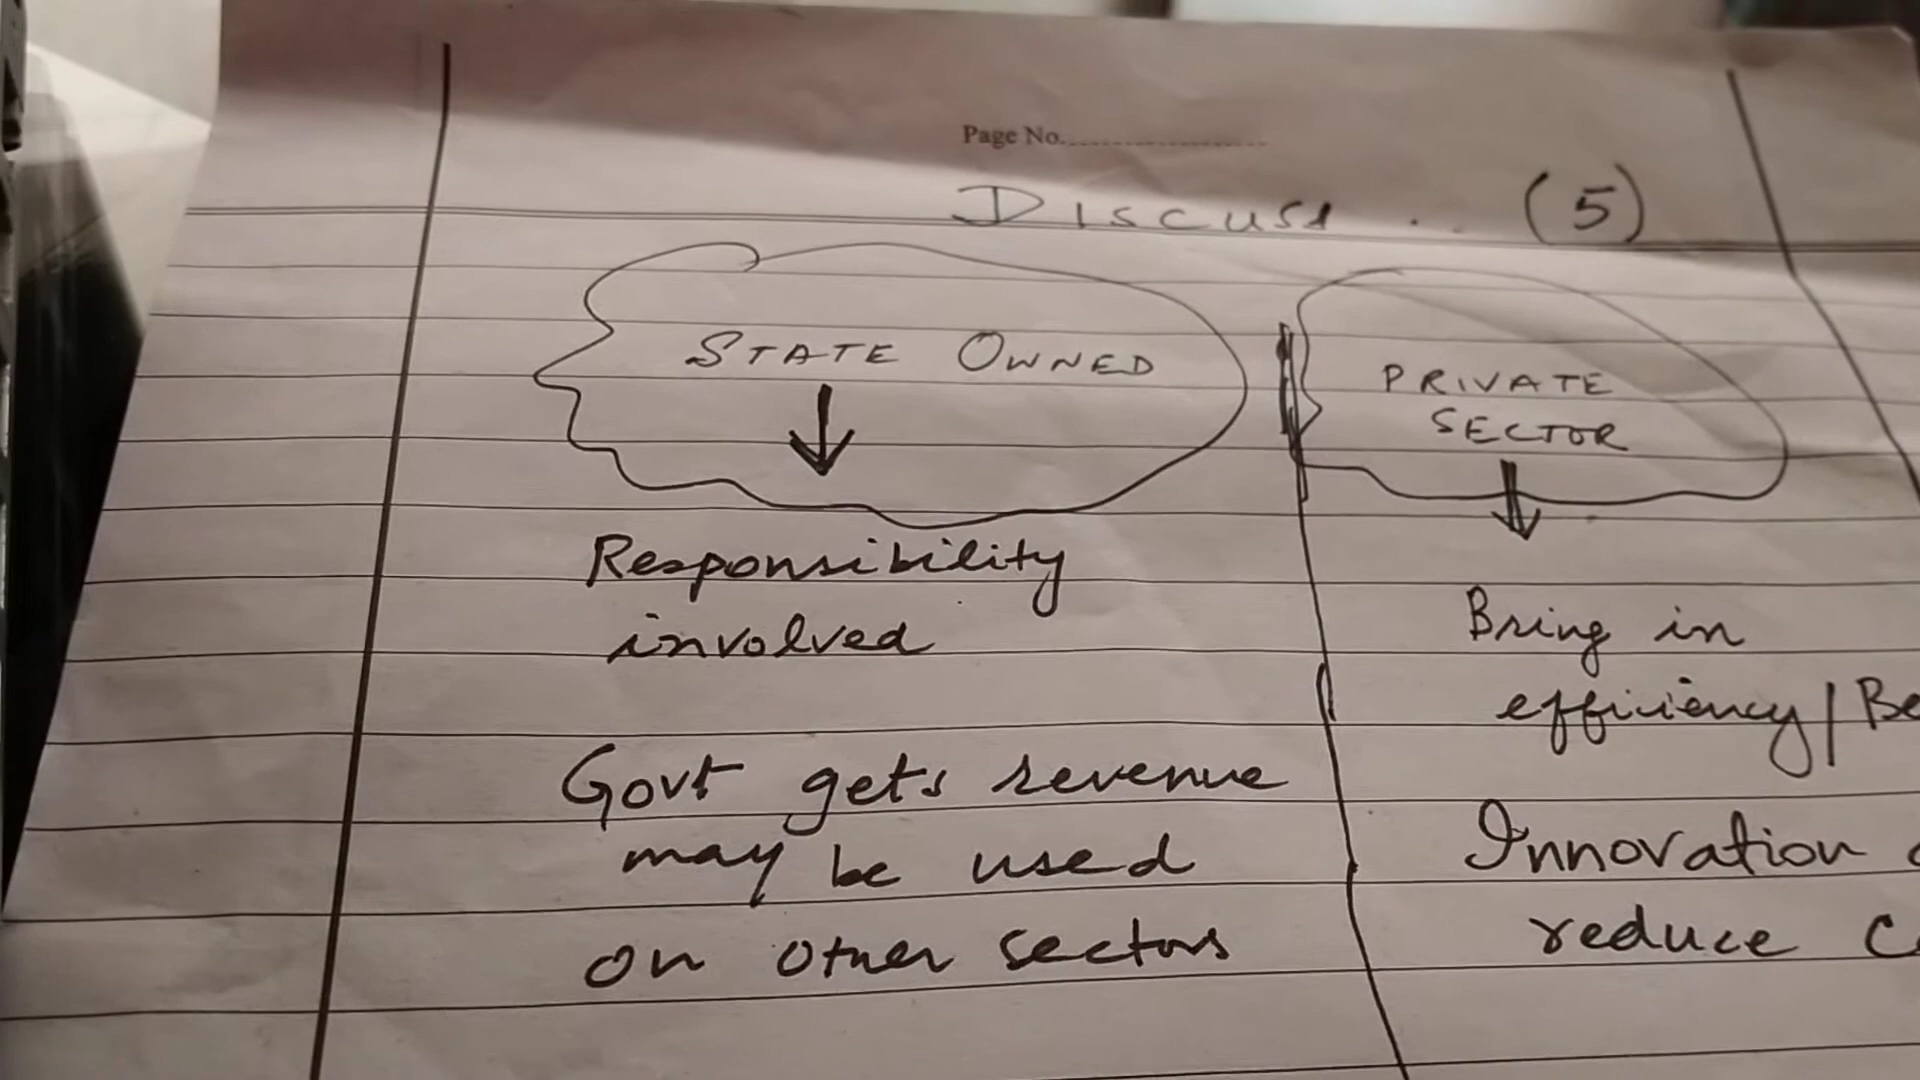 Page No.
Discuss .. (5)
STATE OWNED
Responsibility
involved
Govt gets revenue
may be used
on other sectors
PRIVATE
SECTOR
Bring in
efficiency/Be
Innovation
reduce